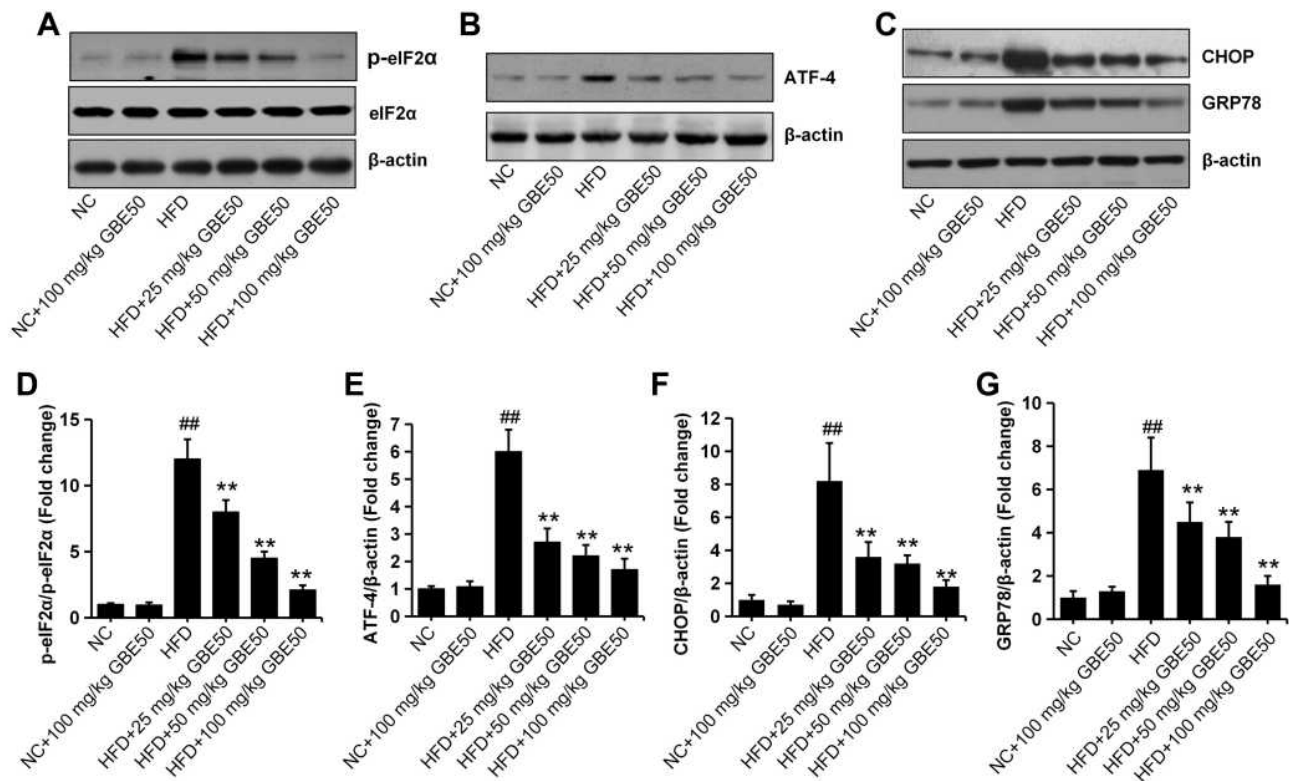 A
p-eIF2α
eIF2α
β-actin
NC
NC+100 mg/kg GBE50
HFD
HFD+25 mg/kg GBE50
HFD+50 mg/kg GBE50
HFD+100 mg/kg GBE50
B
ATF-4
β-actin
NC
NC+100 mg/kg GBE50
HFD
HFD+25 mg/kg GBE50
HFD+50 mg/kg GBE50
HFD+100 mg/kg GBE50
C
CHOP
GRP78
β-actin
NC
NC+100 mg/kg GBE50
HFD
HFD+25 mg/kg GBE50
HFD+50 mg/kg GBE50
HFD+100 mg/kg GBE50
D
p-eIF2α/p-eIF2α (Fold change)
15
10
5
0
##
**
**
**
NC
NC+100 mg/kg GBE50
HFD
HFD+25 mg/kg GBE50
HFD+50 mg/kg GBE50
HFD+100 mg/kg GBE50
E
ATF-4/β-actin (Fold change)
7
6
5
4
3
2
1
0
##
**
**
**
NC
NC+100 mg/kg GBE50
HFD
HFD+25 mg/kg GBE50
HFD+50 mg/kg GBE50
HFD+100 mg/kg GBE50
F
CHOP/β-actin (Fold change)
12
10
8
6
4
2
0
##
**
**
**
NC
NC+100 mg/kg GBE50
HFD
HFD+25 mg/kg GBE50
HFD+50 mg/kg GBE50
HFD+100 mg/kg GBE50
G
GRP78/β-actin (Fold change)
10
8
6
4
2
0
##
**
**
**
NC
NC+100 mg/kg GBE50
HFD
HFD+25 mg/kg GBE50
HFD+50 mg/kg GBE50
HFD+100 mg/kg GBE50